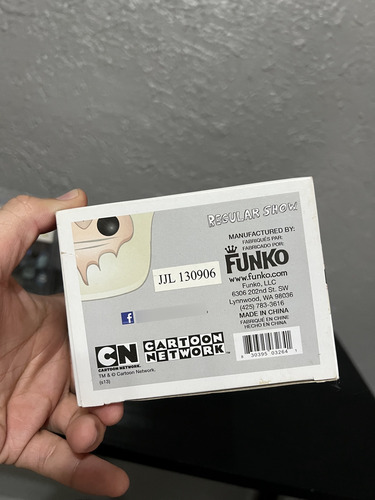 REGULAR SHOW
MANUFACTURED BY:
FABRIQUÉS PAR:
FABRICADO POR:
FUNKO
www.funko.com
Funko, LLC
6306 202nd St. SW
Lynnwood, WA 98036
(425) 783-3616
MADE IN CHINA
FABRIQUÉ EN CHINE
HECHO EN CHINA
JJL 130906
f
CN
CARTOON NETWORK.
CARTOON
NETWORK™
TM & © Cartoon Network.
(s13)
8 30395 03264 1